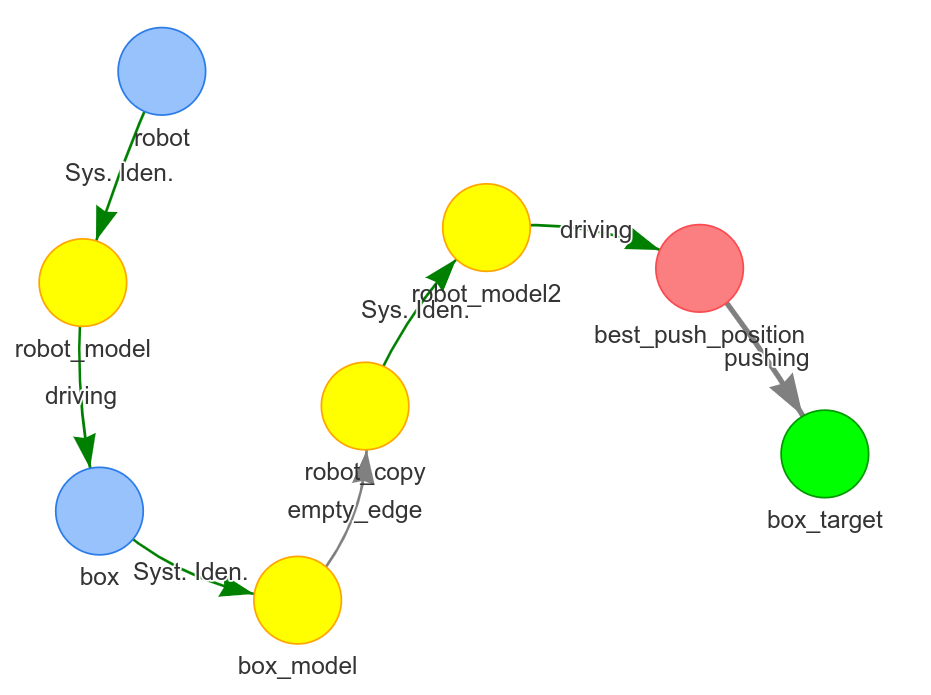 robot
Sys. Iden.
robot_model
driving
box
Syst. Iden.
box_model
empty_edge
robot_copy
Sys. Iden.
robot_model2
driving
best_push_position
pushing
box_target